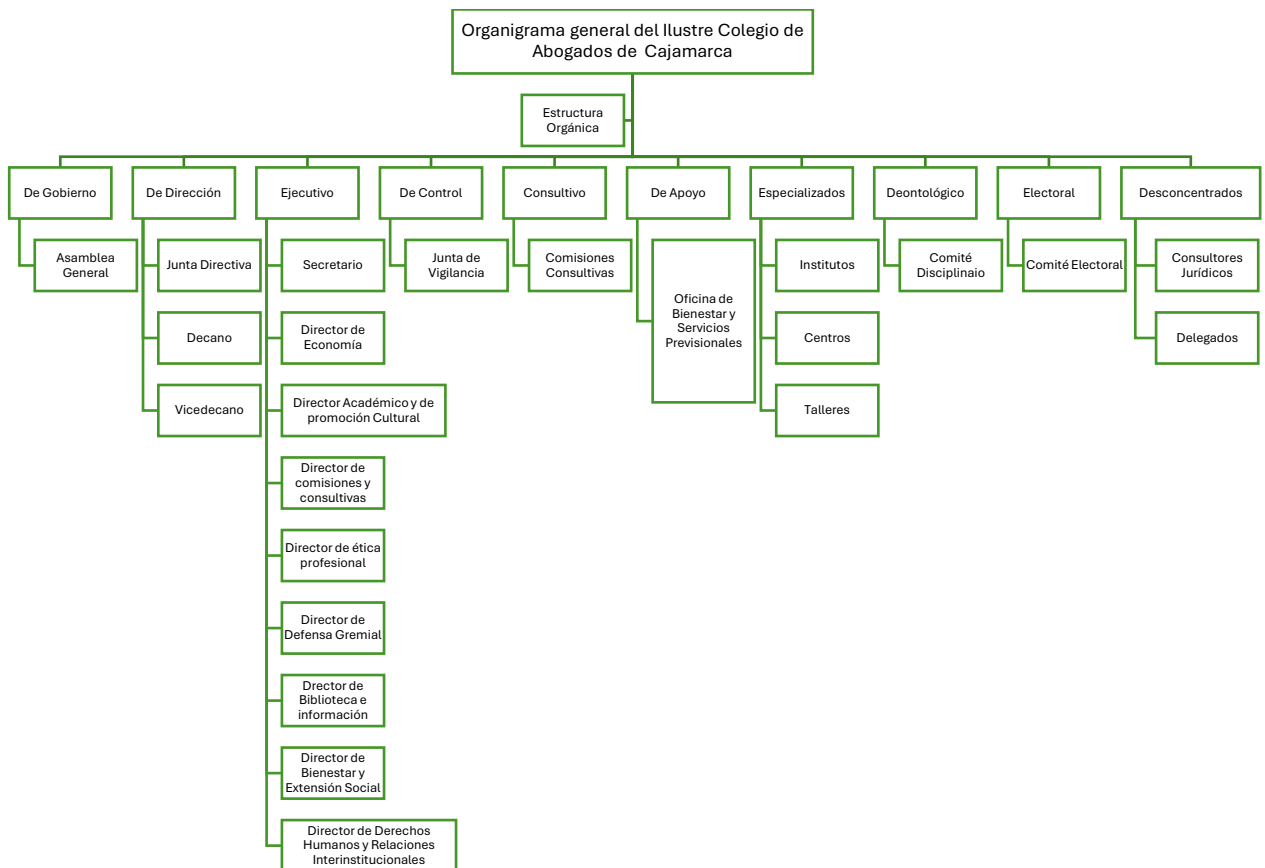 Organigrama general del Ilustre Colegio de
Abogados de Cajamarca
Estructura
Orgánica
De Gobierno
De Dirección
Ejecutivo
De Control
Consultivo
De Apoyo
Especializados
Deontológico
Electoral
Desconcentrados
Asamblea
General
Junta Directiva
Decano
Vicedecano
Secretario
Director de
Economía
Director Académico y de
promoción Cultural
Director de
comisiones y
consultivas
Director de ética
profesional
Director de
Defensa Gremial
Drector de
Biblioteca e
información
Director de
Bienestar y
Extensión Social
Director de Derechos
Humanos y Relaciones
Interinstitucionales
Junta de
Vigilancia
Comisiones
Consultivas
Oficina de
Bienestar y
Servicios
Previsionales
Institutos
Centros
Talleres
Comité
Disciplinaio
Comité Electoral
Consultores
Jurídicos
Delegados